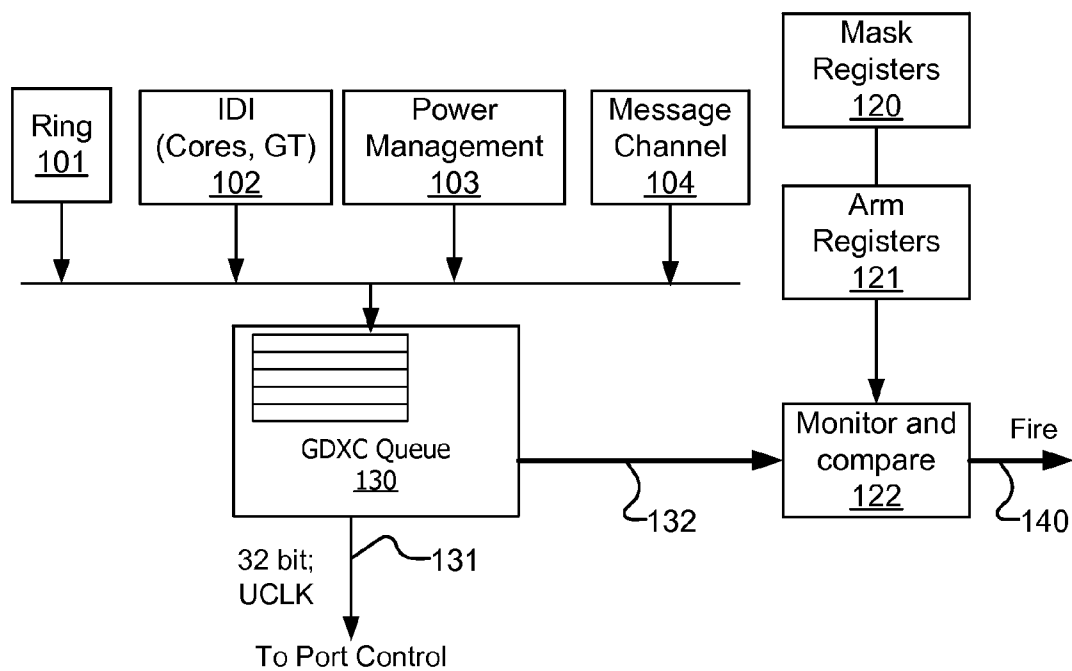 Ring
101
IDI
(Cores, GT)
102
Power
Management
103
Message
Channel
104
Mask
Registers
120
Arm
Registers
121
GDXC Queue
130
Monitor and
compare
122
Fire
132
140
32 bit;
UCLK
131
To Port Control